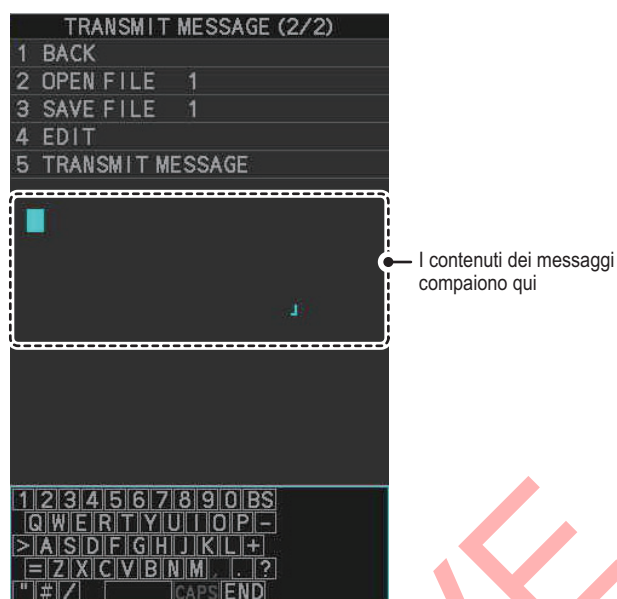 TRANSMIT MESSAGE (2/2)
1 BACK
2 OPEN FILE 1
3 SAVE FILE 1
4 EDIT
5 TRANSMIT MESSAGE
I contenuti dei messaggi
compaiono qui
1 2 3 4 5 6 7 8 9 0 BS
Q W E R T Y U I O P -
> A S D F G H J K L +
= Z X C V B N M , . ?
" # / CAPS END